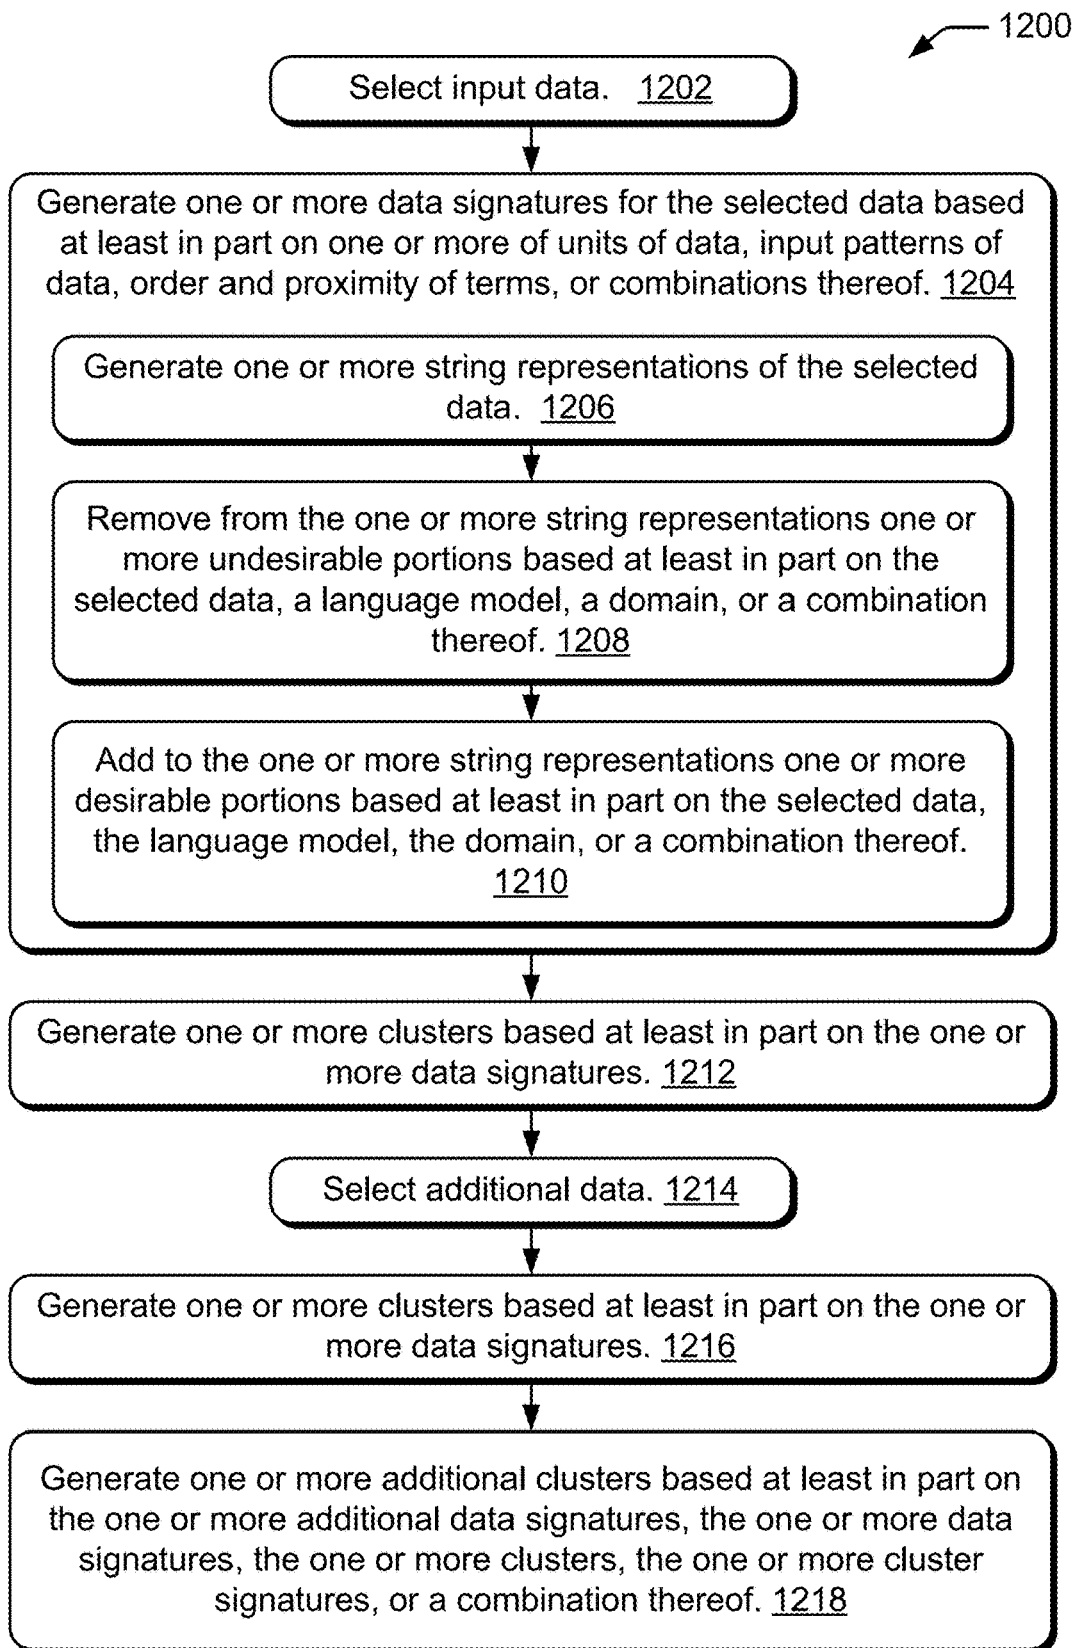 1200
Select input data. 1202
Generate one or more data signatures for the selected data based
at least in part on one or more of units of data, input patterns of
data, order and proximity of terms, or combinations thereof. 1204
Generate one or more string representations of the selected
data. 1206
Remove from the one or more string representations one or
more undesirable portions based at least in part on the
selected data, a language model, a domain, or a combination
thereof. 1208
Add to the one or more string representations one or more
desirable portions based at least in part on the selected data,
the language model, the domain, or a combination thereof.
1210
Generate one or more clusters based at least in part on the one or
more data signatures. 1212
Select additional data. 1214
Generate one or more clusters based at least in part on the one or
more data signatures. 1216
Generate one or more additional clusters based at least in part on
the one or more additional data signatures, the one or more data
signatures, the one or more clusters, the one or more cluster
signatures, or a combination thereof. 1218